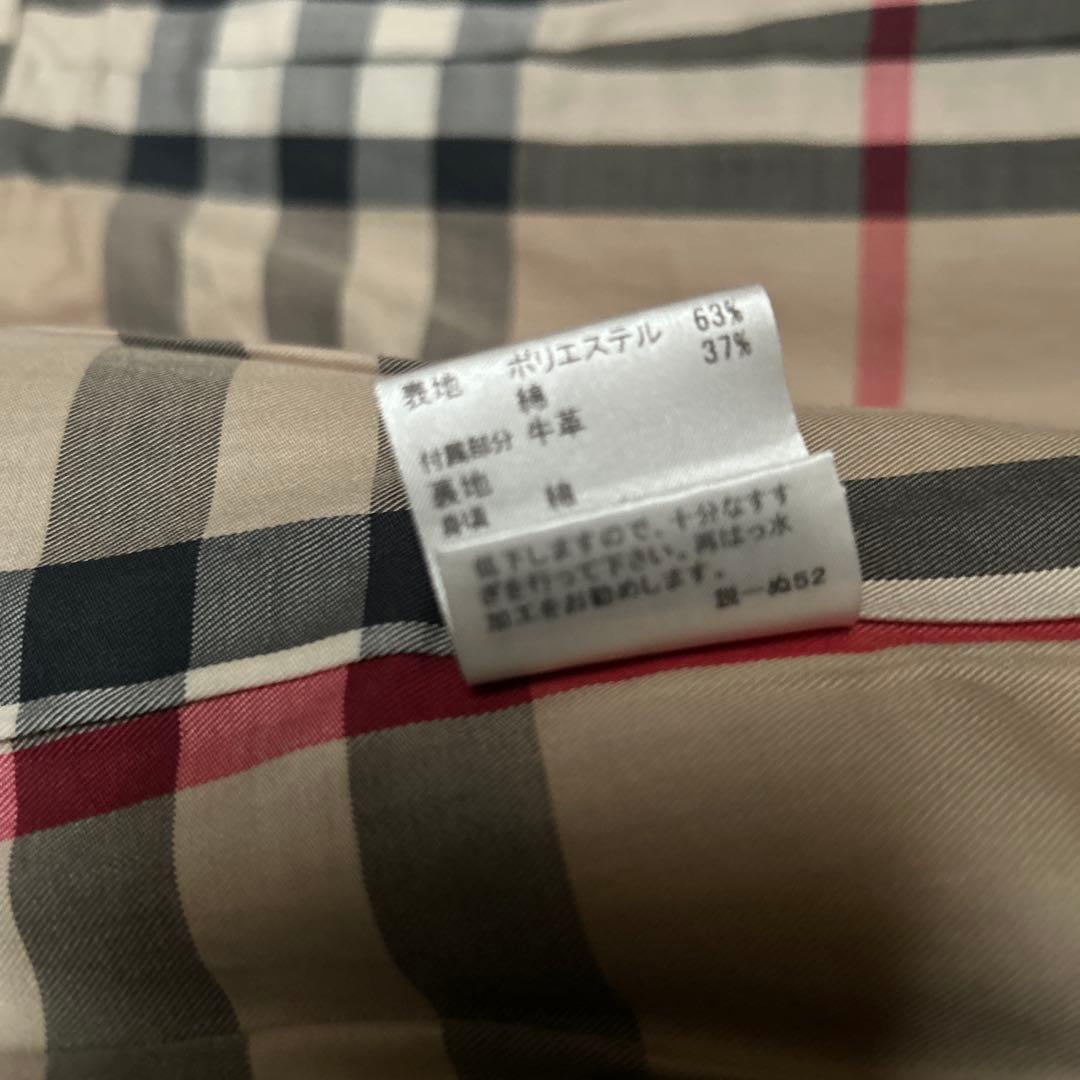 表地 ポリエステル 63%
綿 37%
付属部分 牛革
裏地
身頃 綿
低下しますので、十分なすす
ぎを行って下さい。再はっ水
加工をお勧めします。
説ーぬ52